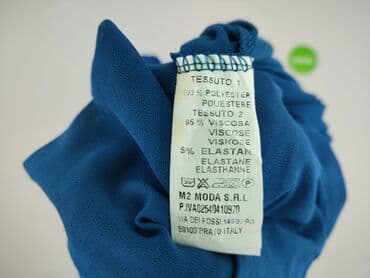 TESSUTO 1
100 % POLYESTER
POLIESTERE
TESSUTO 2
95 % VISCOSA
VISCOSE
VISKOSE
5% ELASTAN
ELASTANE
ELASTHANNE
M2 MODA S.R.L
P.IVA02540410970
VIA DEI FOSSI
59100 PRATO ITALY